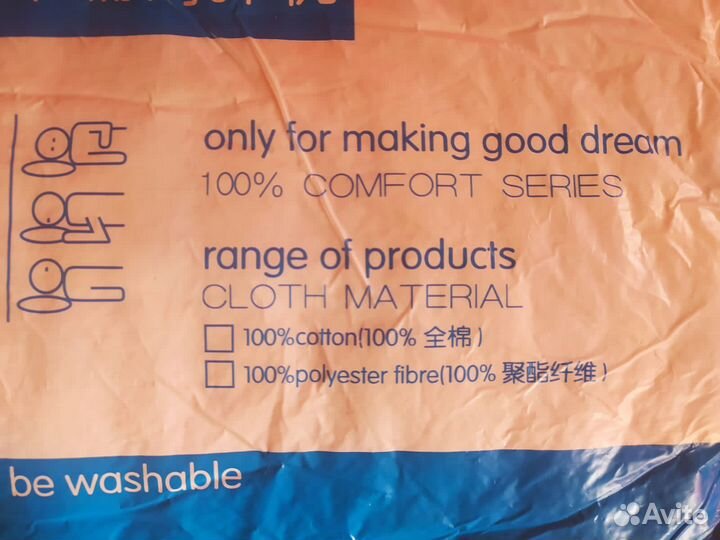 only for making good dream
100% COMFORT SERIES
range of products
CLOTH MATERIAL
100%cotton(100% 全棉)
100%polyester fibre(100% 聚酯纤维)
be washable
Avito